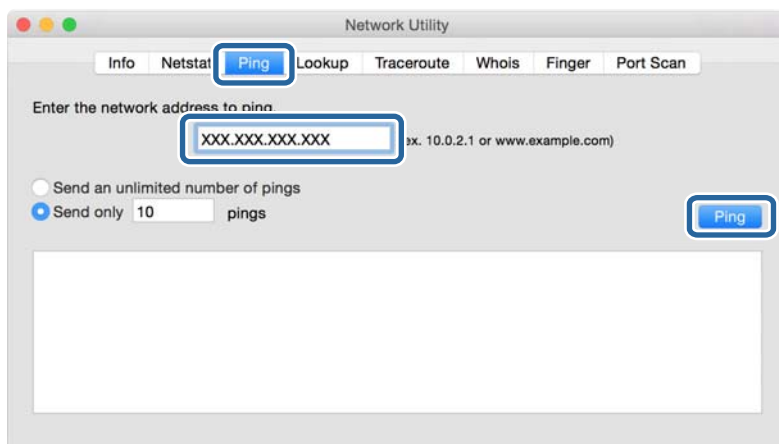 Network Utility
Info Netstat Ping Lookup Traceroute Whois Finger Port Scan
Enter the network address to ping.
XXX.XXX.XXX.XXX ex. 10.0.2.1 or www.example.com)
Send an unlimited number of pings
Send only 10 pings
Ping